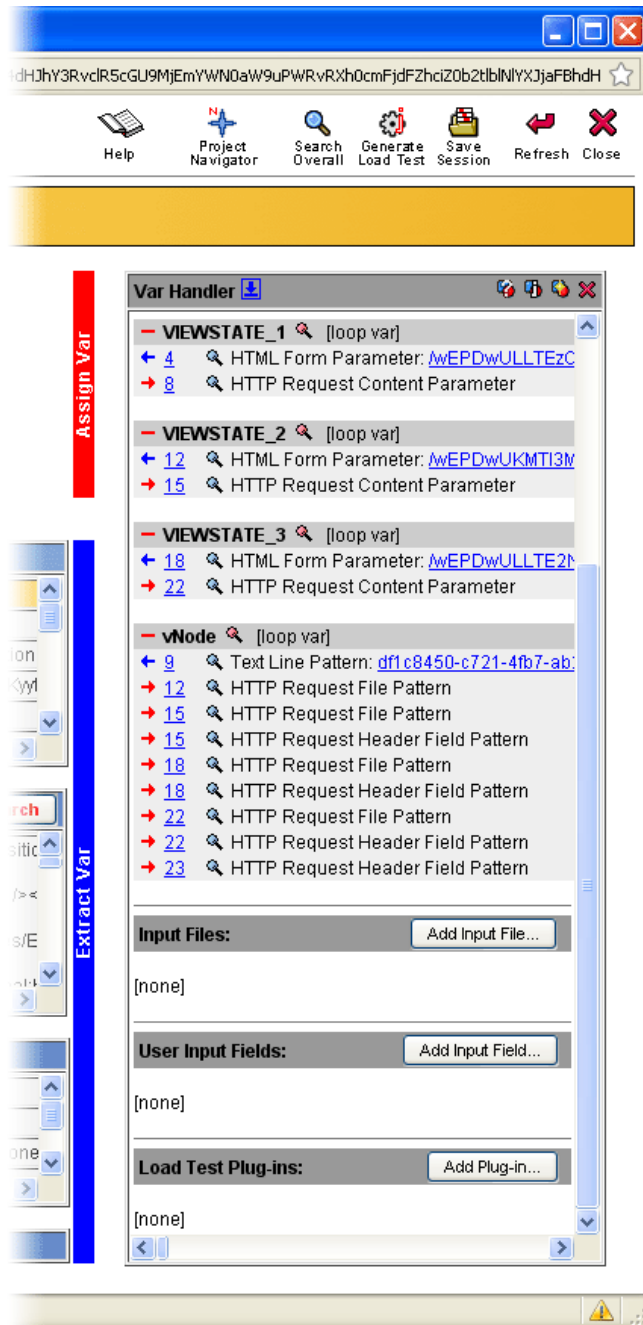 Help
Project Navigator
Search Overall
Generate Load Test
Save Session
Refresh
Close
Assign Var
Var Handler
− VIEWSTATE_1 [loop var]
← 4 HTML Form Parameter: /wEPDwULLTEzC
→ 8 HTTP Request Content Parameter
− VIEWSTATE_2 [loop var]
← 12 HTML Form Parameter: /wEPDwUKMTI3M
→ 15 HTTP Request Content Parameter
− VIEWSTATE_3 [loop var]
← 18 HTML Form Parameter: /wEPDwULLTE2N
→ 22 HTTP Request Content Parameter
− vNode [loop var]
← 9 Text Line Pattern: df1c8450-c721-4fb7-ab
→ 12 HTTP Request File Pattern
→ 15 HTTP Request File Pattern
→ 15 HTTP Request Header Field Pattern
→ 18 HTTP Request File Pattern
→ 18 HTTP Request Header Field Pattern
→ 22 HTTP Request File Pattern
→ 22 HTTP Request Header Field Pattern
→ 23 HTTP Request Header Field Pattern
Extract Var
Input Files: Add Input File...
[none]
User Input Fields: Add Input Field...
[none]
Load Test Plug-ins: Add Plug-in...
[none]